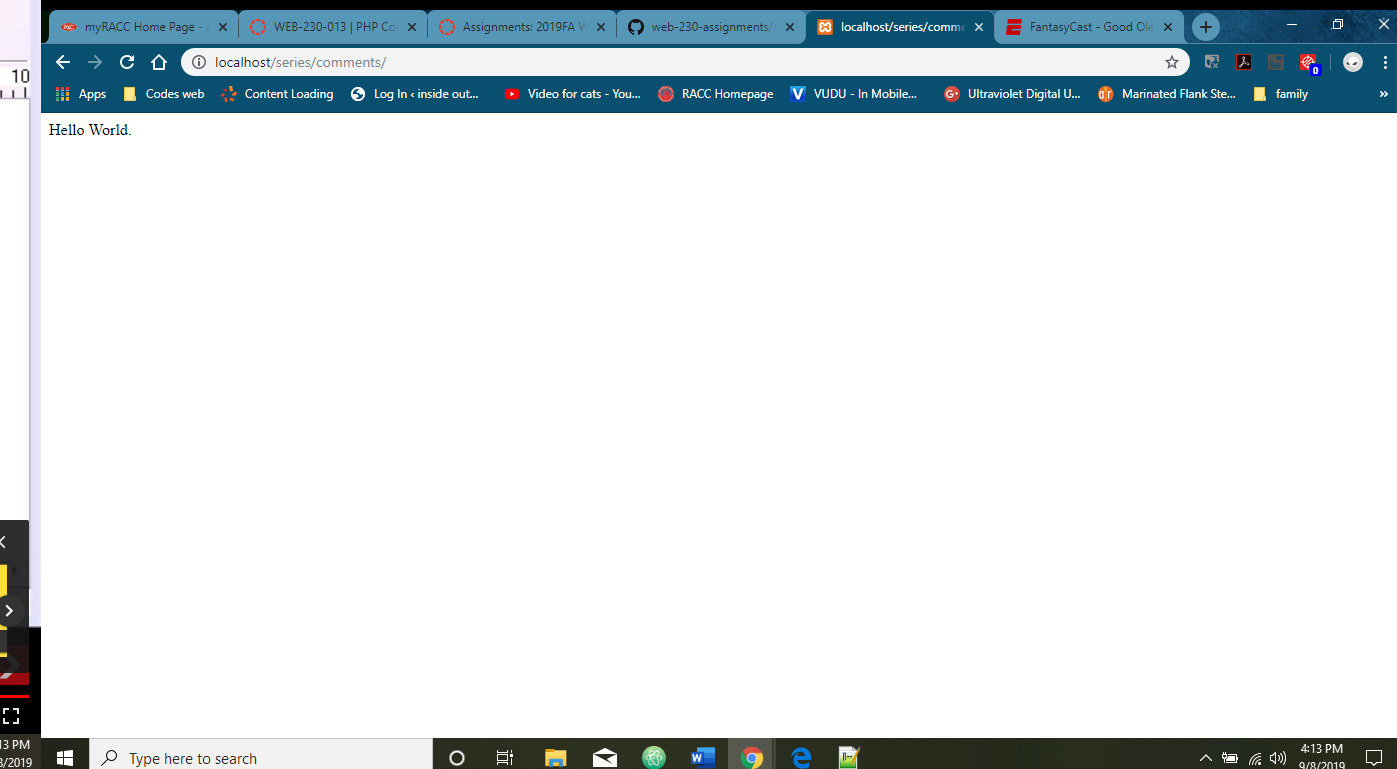 myRACC Home Page -
WEB-230-013 | PHP Co
Assignments: 2019FA W
web-230-assignments/
localhost/series/comme
FantasyCast - Good Ole
10
localhost/series/comments/
0
Apps
Codes web
Content Loading
Log In ‹ inside out...
Video for cats - You...
RACC Homepage
VUDU - In Mobile...
Ultraviolet Digital U...
Marinated Flank Ste...
family
»
Hello World.
13 PM
/2019
Type here to search
4:13 PM
9/8/2019